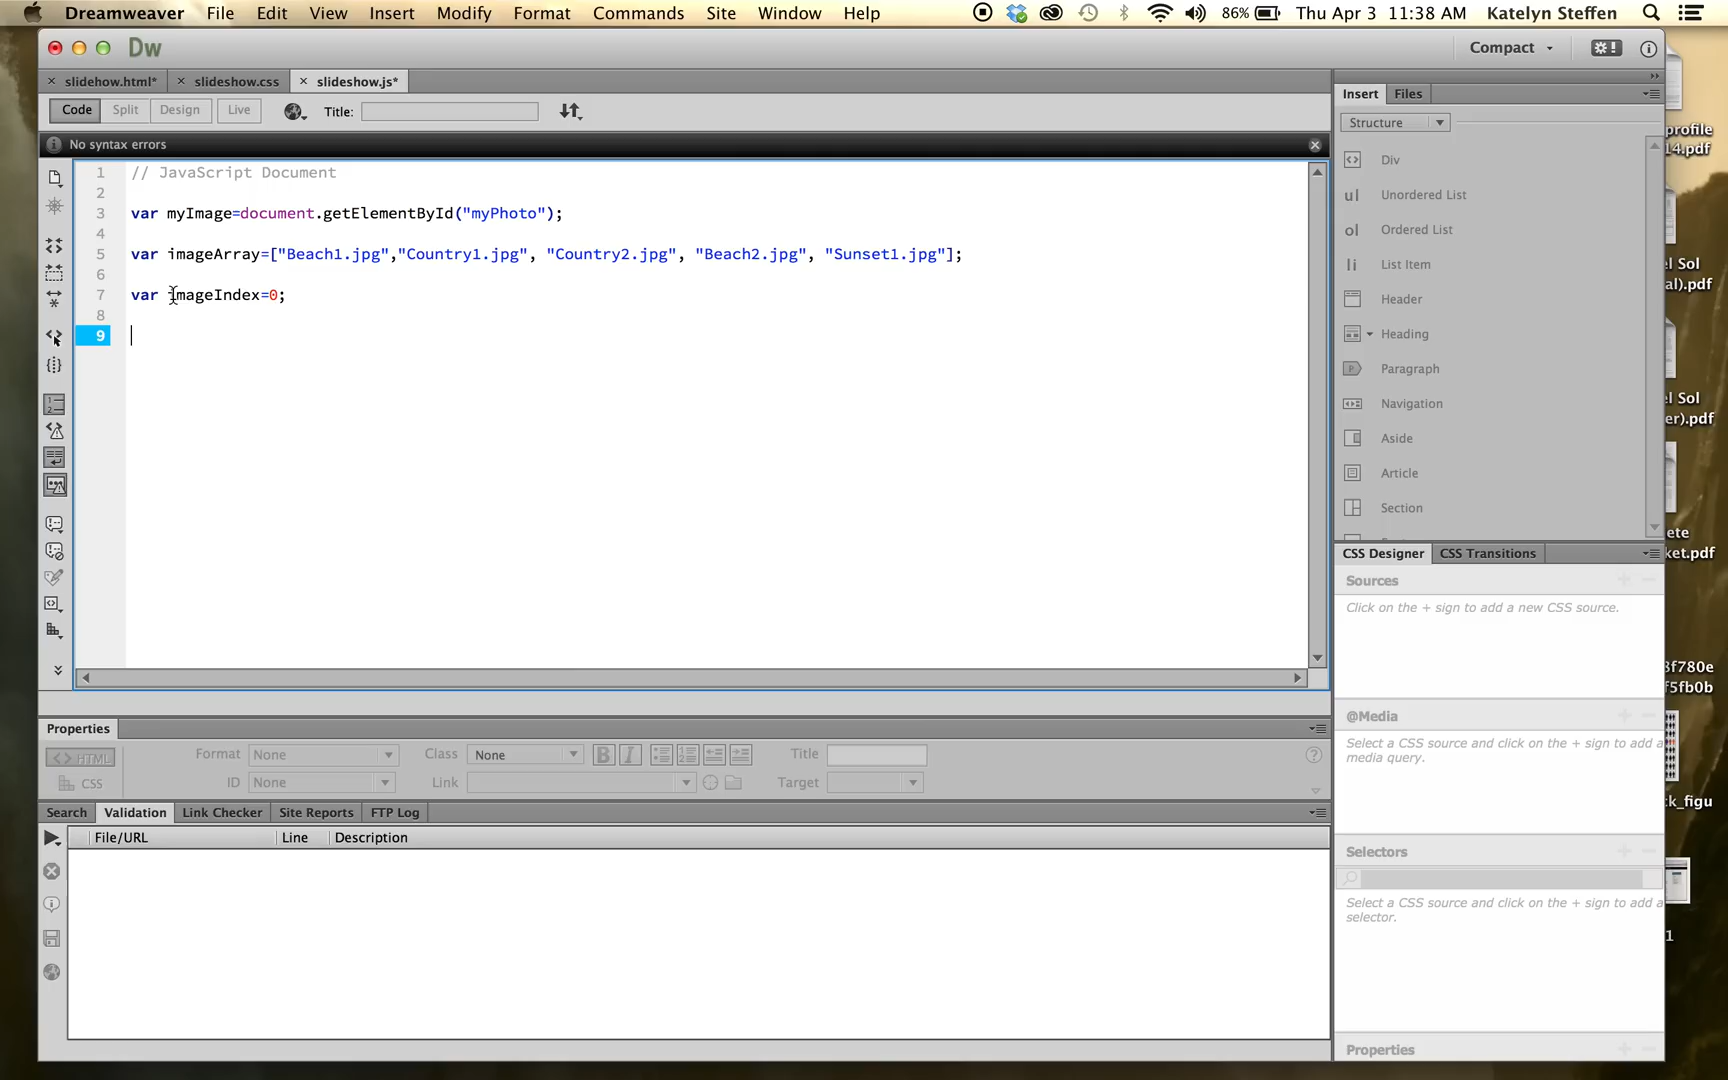 Dreamweaver File Edit View Insert Modify Format Commands Site Window Help 86% Thu Apr 3 11:38 AM Katelyn Steffen
Dw Compact
slidehow.html* slideshow.css slideshow.js*
Code Split Design Live Title:
No syntax errors
1 // JavaScript Document
2
3 var myImage=document.getElementById("myPhoto");
4
5 var imageArray=["Beach1.jpg","Country1.jpg", "Country2.jpg", "Beach2.jpg", "Sunset1.jpg"];
6
7 var imageIndex=0;
8
9
Insert Files
Structure
Div
ul Unordered List
ol Ordered List
li List Item
Header
Heading
Paragraph
Navigation
Aside
Article
Section
CSS Designer CSS Transitions
Sources
Click on the + sign to add a new CSS source.
@Media
Select a CSS source and click on the + sign to add a
media query.
Selectors
Select a CSS source and click on the + sign to add a
selector.
Properties
Properties
HTML Format None Class None B I Title
CSS ID None Link Target
Search Validation Link Checker Site Reports FTP Log
File/URL Line Description
profile
14.pdf
el Sol
al).pdf
el Sol
er).pdf
ete
ket.pdf
3f780e
f5fb0b
ck_figu
1